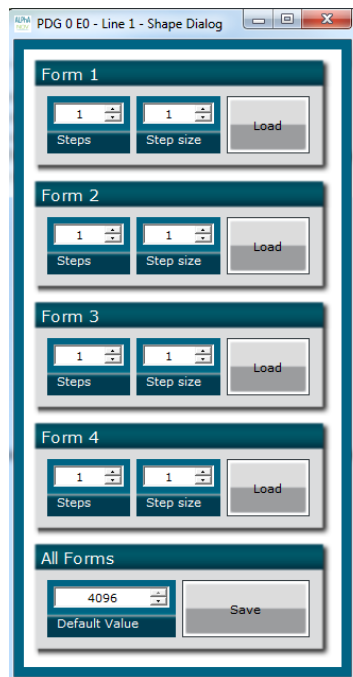 PDG 0 E0 - Line 1 - Shape Dialog
Form 1
1 1 Load
Steps Step size
Form 2
1 1 Load
Steps Step size
Form 3
1 1 Load
Steps Step size
Form 4
1 1 Load
Steps Step size
All Forms
4096 Save
Default Value